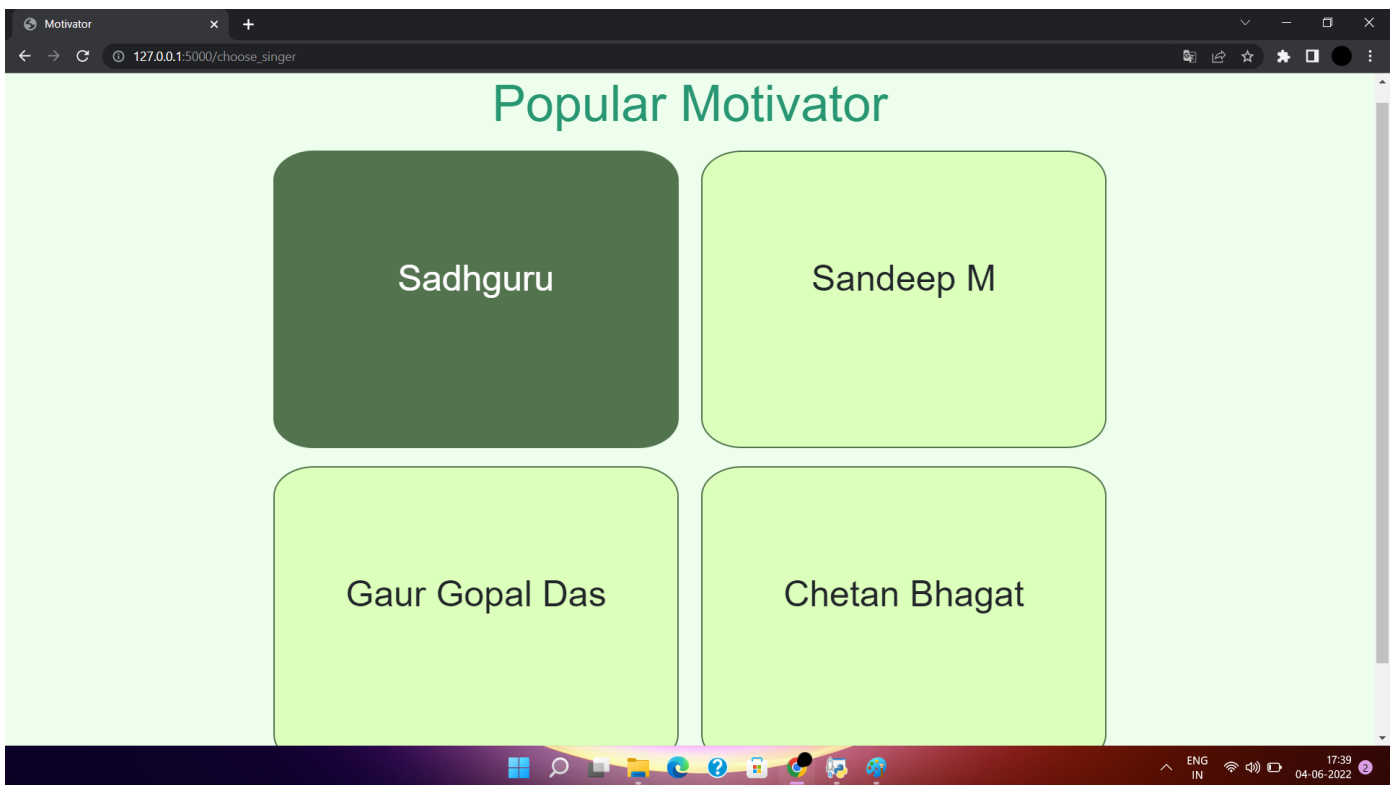 Motivator
127.0.0.1:5000/choose_singer
Popular Motivator
Sadhguru
Sandeep M
Gaur Gopal Das
Chetan Bhagat
ENG
IN
17:39
04-06-2022
2